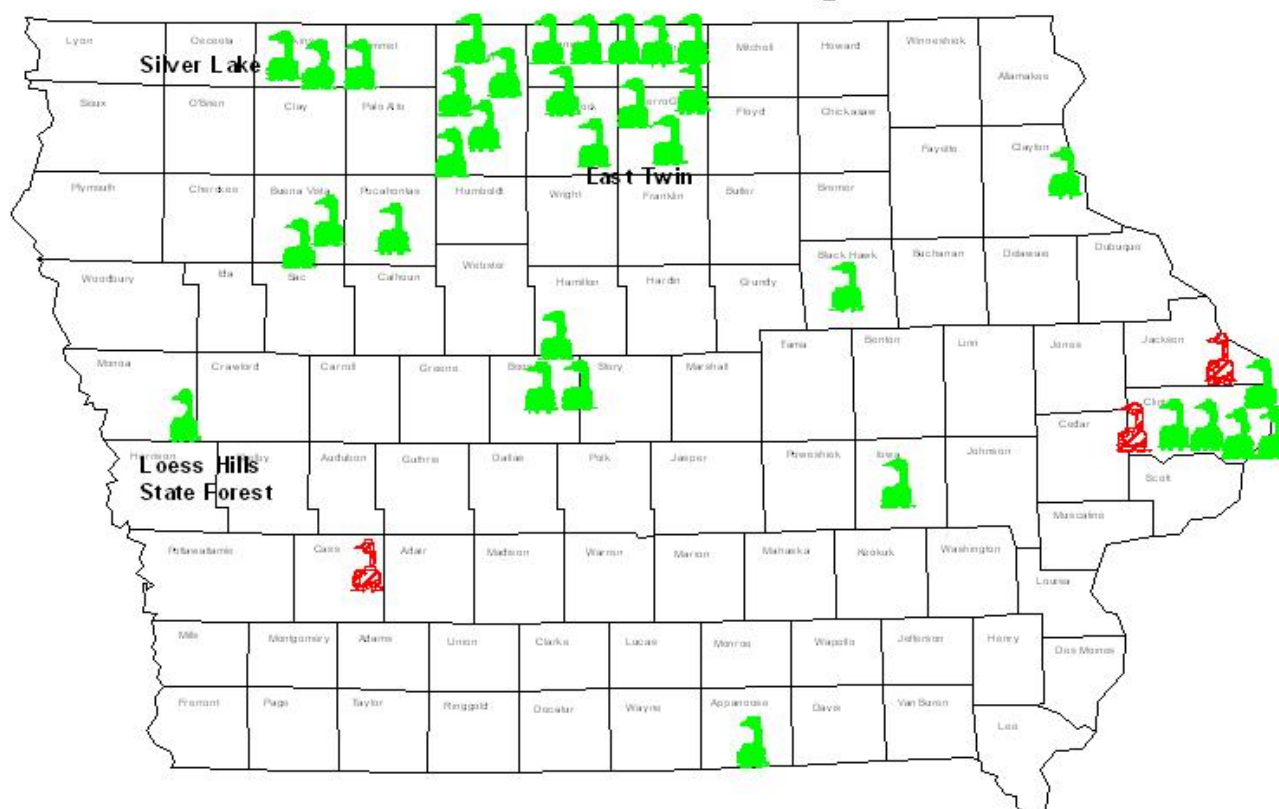 Lyon
Osceola
Mitchell
Howard
Winneshiek
Allamakee
Silver Lake
Sioux
O'Brien
Clay
Palo Alto
Floyd
Chickasaw
Fayette
Clayton
East Twin
Plymouth
Cherokee
Buena Vista
Pocahontas
Humboldt
Wright
Franklin
Butler
Bremer
Woodbury
Ida
Sac
Calhoun
Webster
Hamilton
Hardin
Grundy
Black Hawk
Buchanan
Delaware
Dubuque
Monona
Crawford
Carroll
Greene
Story
Marshall
Tama
Benton
Linn
Jones
Jackson
Cedar
Loess Hills
State Forest
Audubon
Guthrie
Dallas
Polk
Jasper
Poweshiek
Iowa
Johnson
Scott
Muscatine
Pottawattamie
Cass
Adair
Madison
Warren
Marion
Mahaska
Keokuk
Washington
Louisa
Mills
Montgomery
Adams
Union
Clarke
Lucas
Monroe
Wapello
Jefferson
Henry
Des Moines
Fremont
Page
Taylor
Ringgold
Decatur
Wayne
Appanoose
Davis
Van Buren
Lee